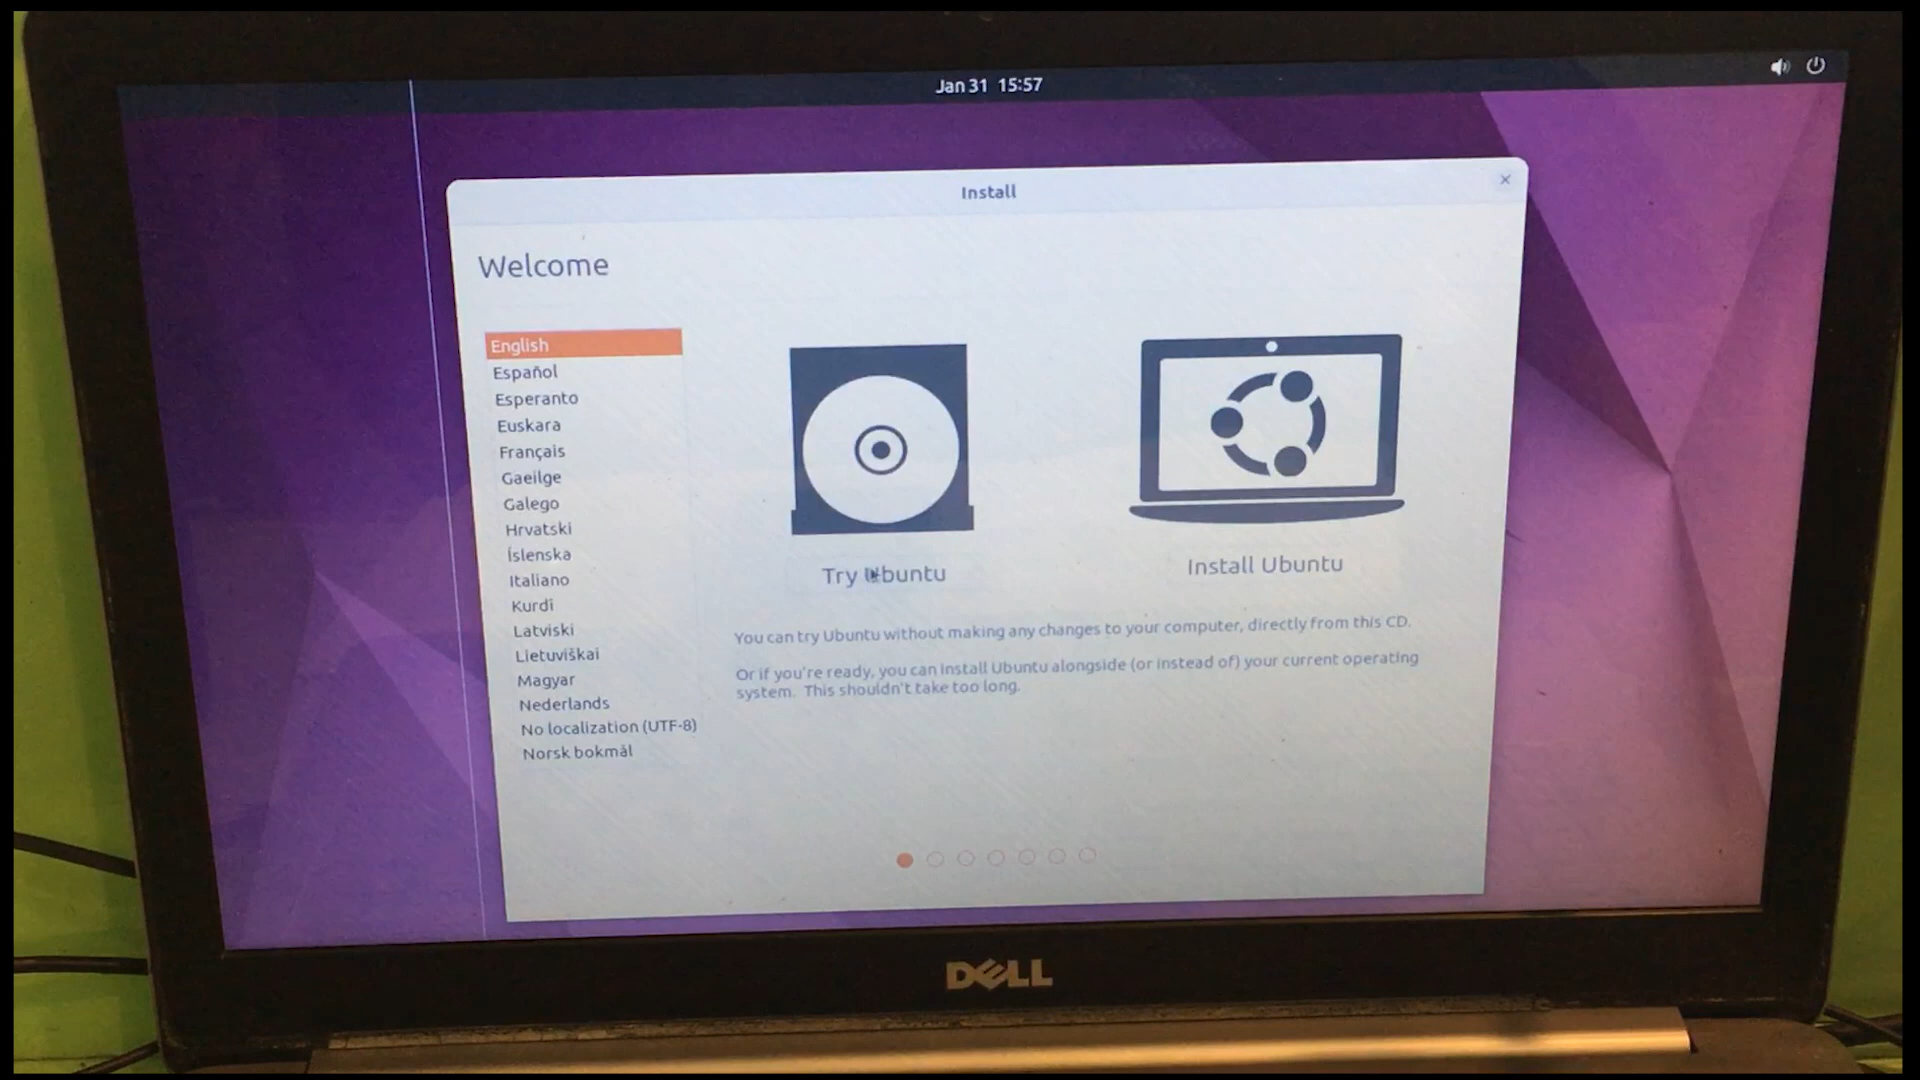 Jan 31 15:57
Install
Welcome
English
Español
Esperanto
Euskara
Français
Gaeilge
Galego
Hrvatski
Íslenska
Italiano
Kurdî
Latviski
Lietuviškai
Magyar
Nederlands
No localization (UTF-8)
Norsk bokmål
Try Ubuntu
Install Ubuntu
You can try Ubuntu without making any changes to your computer, directly from this CD.
Or if you're ready, you can install Ubuntu alongside (or instead of) your current operating
system. This shouldn't take too long.
DELL